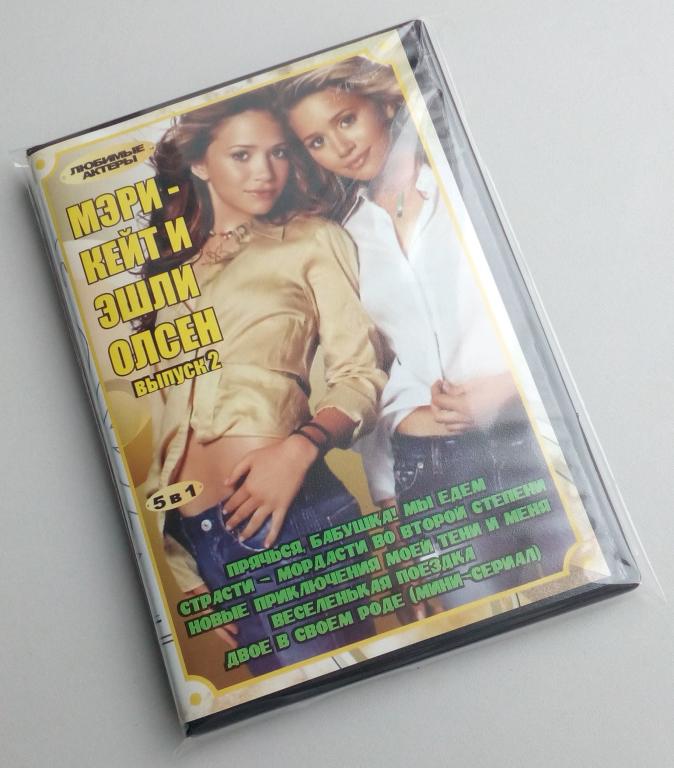 ЛЮБИМЫЕ
АКТЕРЫ
МЭРИ -
КЕЙТ И
ЭШЛИ
ОЛСЕН
ВЫПУСК 2
5 В 1
ПРЯЧЬСЯ, БАБУШКА! МЫ ЕДЕМ
СТРАСТИ - МОРДАСТИ ВО ВТОРОЙ СТЕПЕНИ
НОВЫЕ ПРИКЛЮЧЕНИЯ МОЕЙ ТЕНИ И МЕНЯ
ВЕСЕЛЕНЬКАЯ ПОЕЗДКА
ДВОЕ В СВОЕМ РОДЕ (МИНИ-СЕРИАЛ)